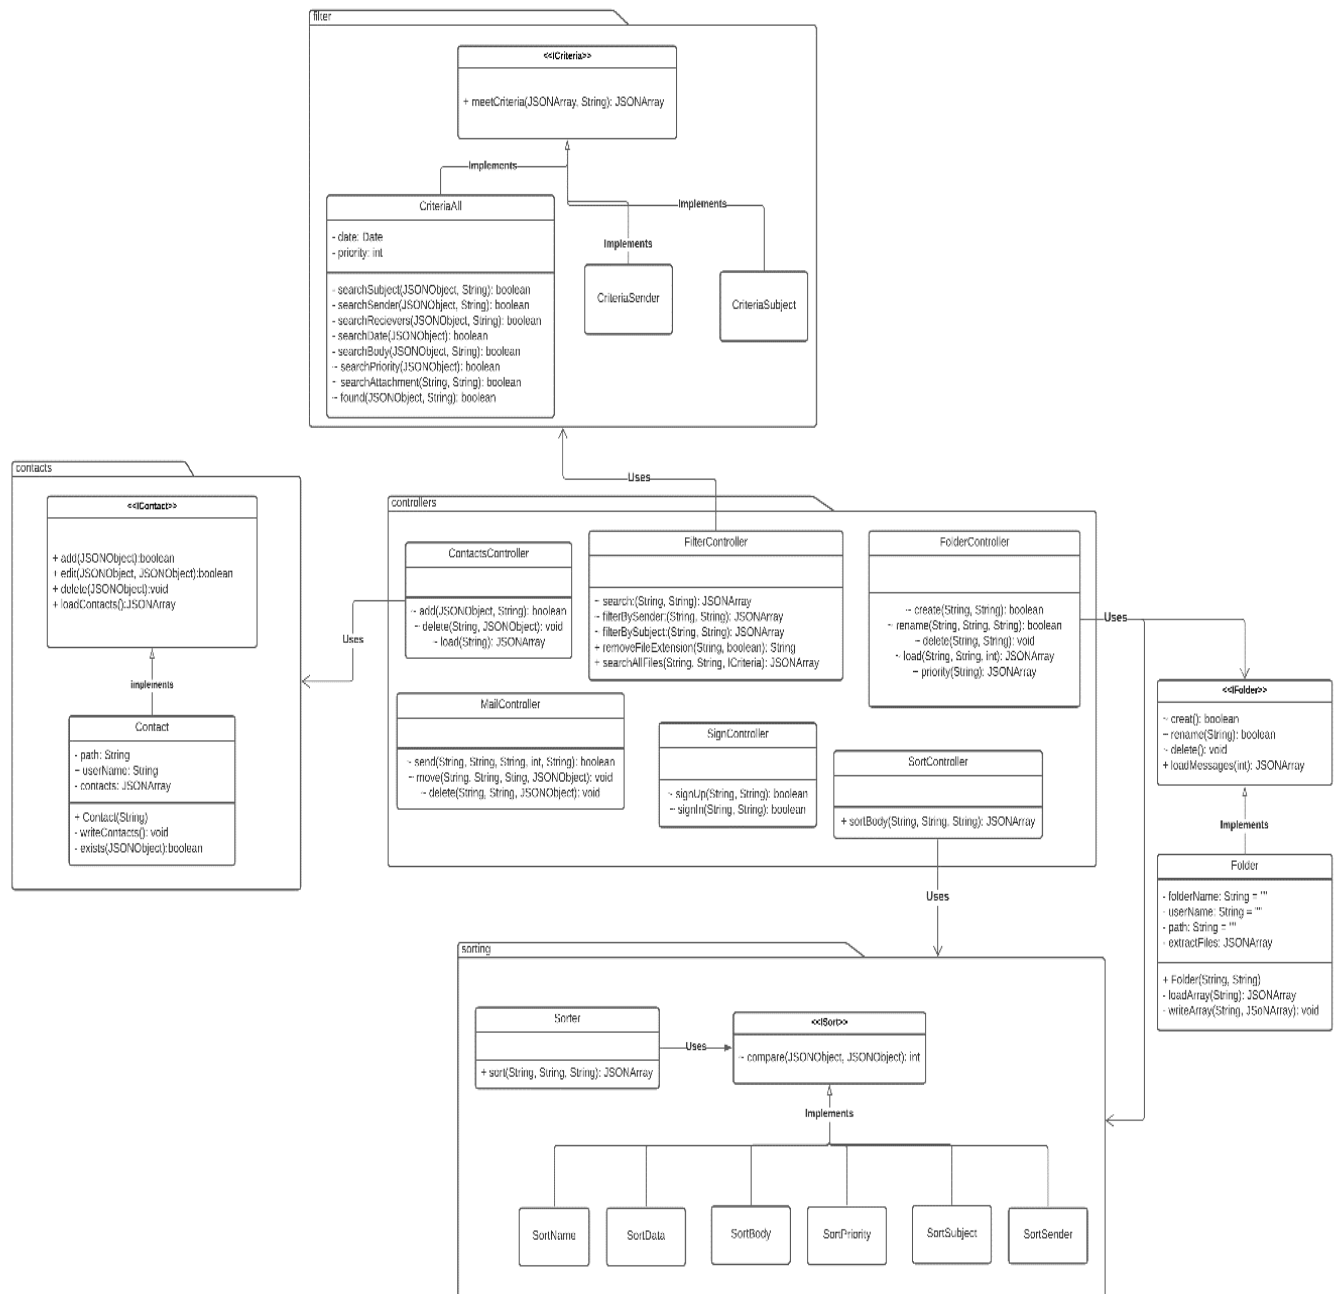 filter
<<ICriteria>>
+ meetCriteria(JSONArray, String): JSONArray
Implements
CriteriaAll
- date: Date
- priority: int
- searchSubject(JSONObject, String): boolean
- searchSender(JSONObject, String): boolean
- searchRecievers(JSONObject, String): boolean
- searchDate(JSONObject): boolean
- searchBody(JSONObject, String): boolean
~ searchPriority(JSONObject): boolean
- searchAttachment(String, String): boolean
~ found(JSONObject, String): boolean
Implements
Implements
CriteriaSender
CriteriaSubject
Uses
contacts
<<IContact>>
+ add(JSONObject):boolean
+ edit(JSONObject, JSONObject):boolean
+ delete(JSONObject):void
+ loadContacts():JSONArray
implements
Contact
- path: String
~ userName: String
- contacts: JSONArray
+ Contact(String)
- writeContacts(): void
- exists(JSONObject):boolean
Uses
controllers
ContactsController
~ add(JSONObject, String): boolean
~ delete(String, JSONObject): void
~ load(String): JSONArray
FilterController
~ search:(String, String): JSONArray
~ filterBySender:(String, String): JSONArray
~ filterBySubject:(String, String): JSONArray
+ removeFileExtension(String, boolean): String
+ searchAllFiles(String, String, ICriteria): JSONArray
FolderController
~ create(String, String): boolean
~ rename(String, String, String): boolean
~ delete(String, String): void
~ load(String, String, int): JSONArray
~ priority(String): JSONArray
MailController
~ send(String, String, String, int, String): boolean
~ move(String, String, Sting, JSONObject): void
~ delete(String, String, JSONObject): void
SignController
~ signUp(String, String): boolean
~ signIn(String, String): boolean
SortController
+ sortBody(String, String, String): JSONArray
Uses
<<IFolder>>
~ creat(): boolean
~ rename(String): boolean
~ delete(): void
+ loadMessages(int): JSONArray
Implements
Folder
- folderName: String = ""
- userName: String = ""
- path: String = ""
- extractFiles: JSONArray
+ Folder(String, String)
- loadArray(String): JSONArray
- writeArray(String, JSoNArray): void
Uses
sorting
Sorter
+ sort(String, String, String): JSONArray
Uses
<<ISort>>
~ compare(JSONObject, JSONObject): int
Implements
SortName
SortData
SortBody
SortPriority
SortSubject
SortSender